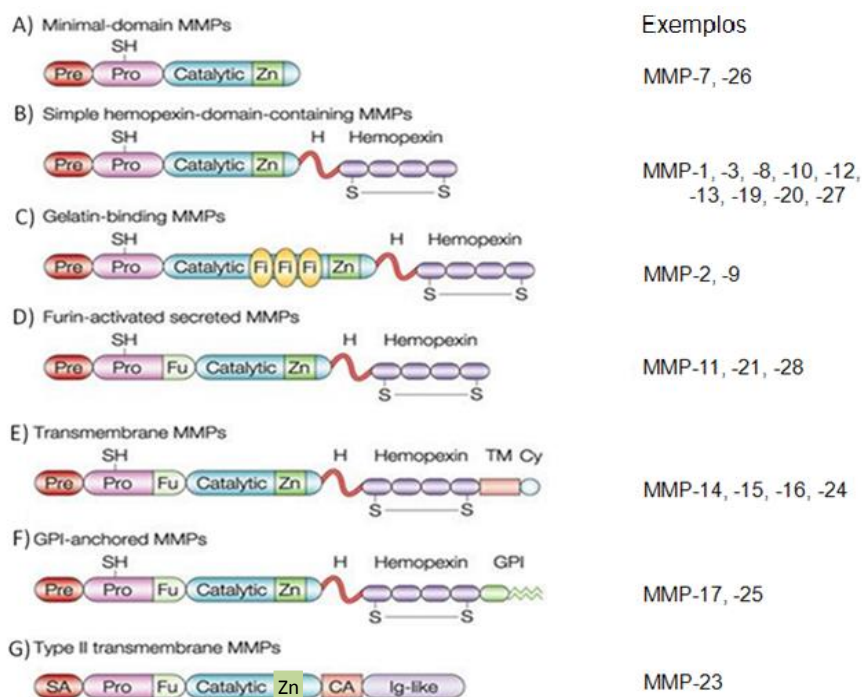 A) Minimal-domain MMPs
Exemplos
SH
Pre Pro Catalytic Zn
MMP-7, -26
B) Simple hemopexin-domain-containing MMPs
SH H Hemopexin
Pre Pro Catalytic Zn
S S
MMP-1, -3, -8, -10, -12,
-13, -19, -20, -27
C) Gelatin-binding MMPs
SH H Hemopexin
Pre Pro Catalytic Fi Fi Fi Zn
S S
MMP-2, -9
D) Furin-activated secreted MMPs
SH H Hemopexin
Pre Pro Fu Catalytic Zn
S S
MMP-11, -21, -28
E) Transmembrane MMPs
SH H Hemopexin TM Cy
Pre Pro Fu Catalytic Zn
S S
MMP-14, -15, -16, -24
F) GPI-anchored MMPs
SH H Hemopexin GPI
Pre Pro Fu Catalytic Zn
S S
MMP-17, -25
G) Type II transmembrane MMPs
SA Pro Fu Catalytic Zn CA Ig-like
MMP-23